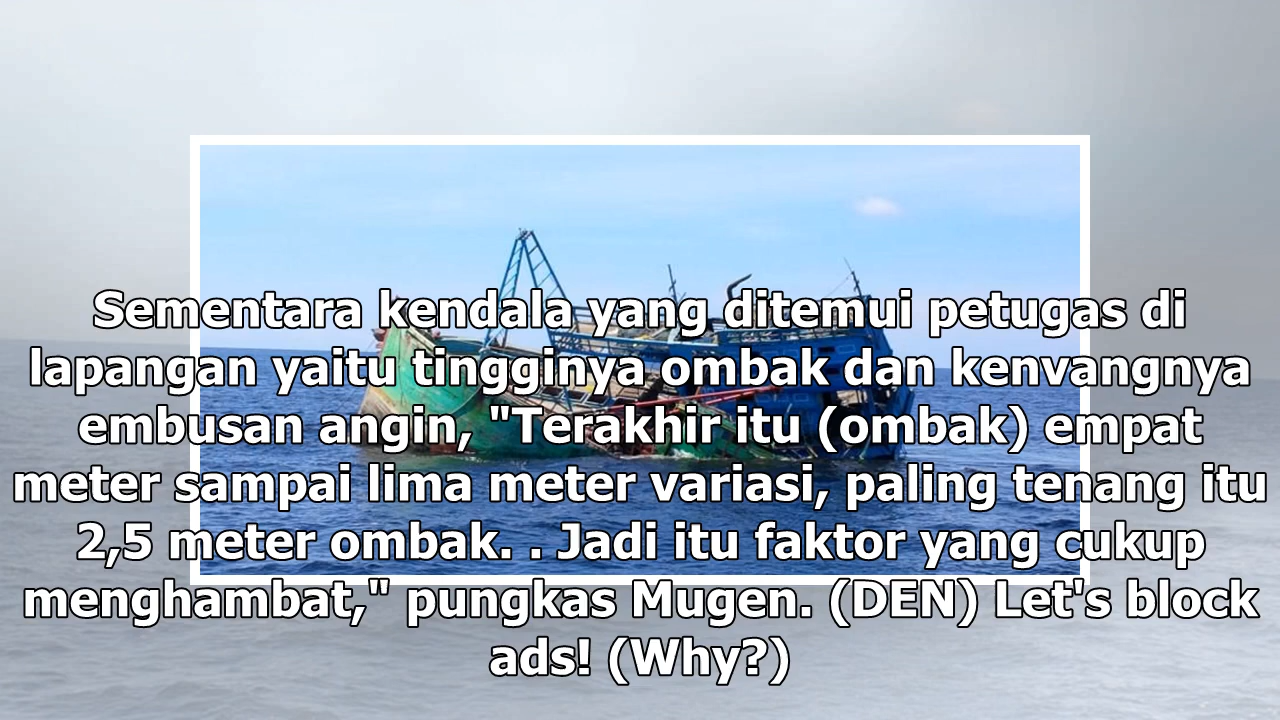 Sementara kendala yang ditemui petugas di
lapangan yaitu tingginya ombak dan kenvangnya
embusan angin, "Terakhir itu (ombak) empat
meter sampai lima meter variasi, paling tenang itu
2,5 meter ombak. . Jadi itu faktor yang cukup
menghambat," pungkas Mugen. (DEN) Let's block
ads! (Why?)